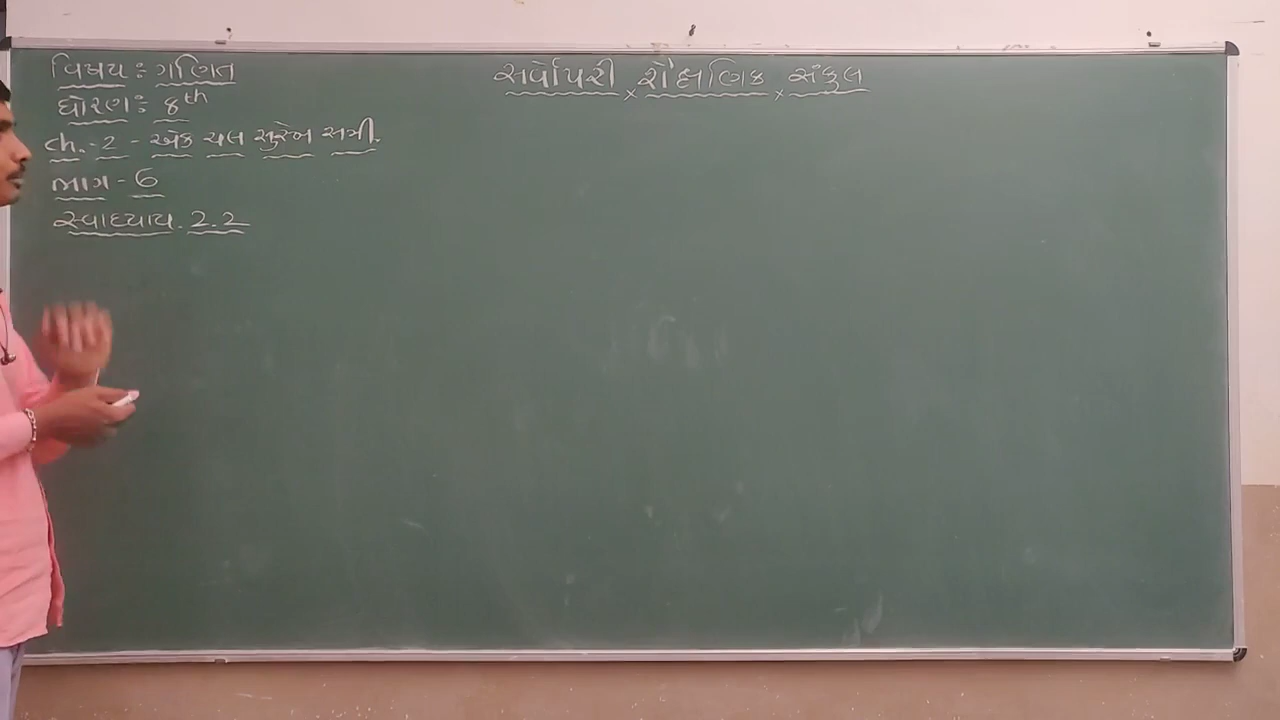 વિષય : ગણિત
સર્વોપરી × શૈક્ષણિક × સંકુલ
ધોરણ : 8th
ch. - 2 - એક ચલ સુરેખ સમી.
ભાગ - 6
સ્વાધ્યાય. 2.2